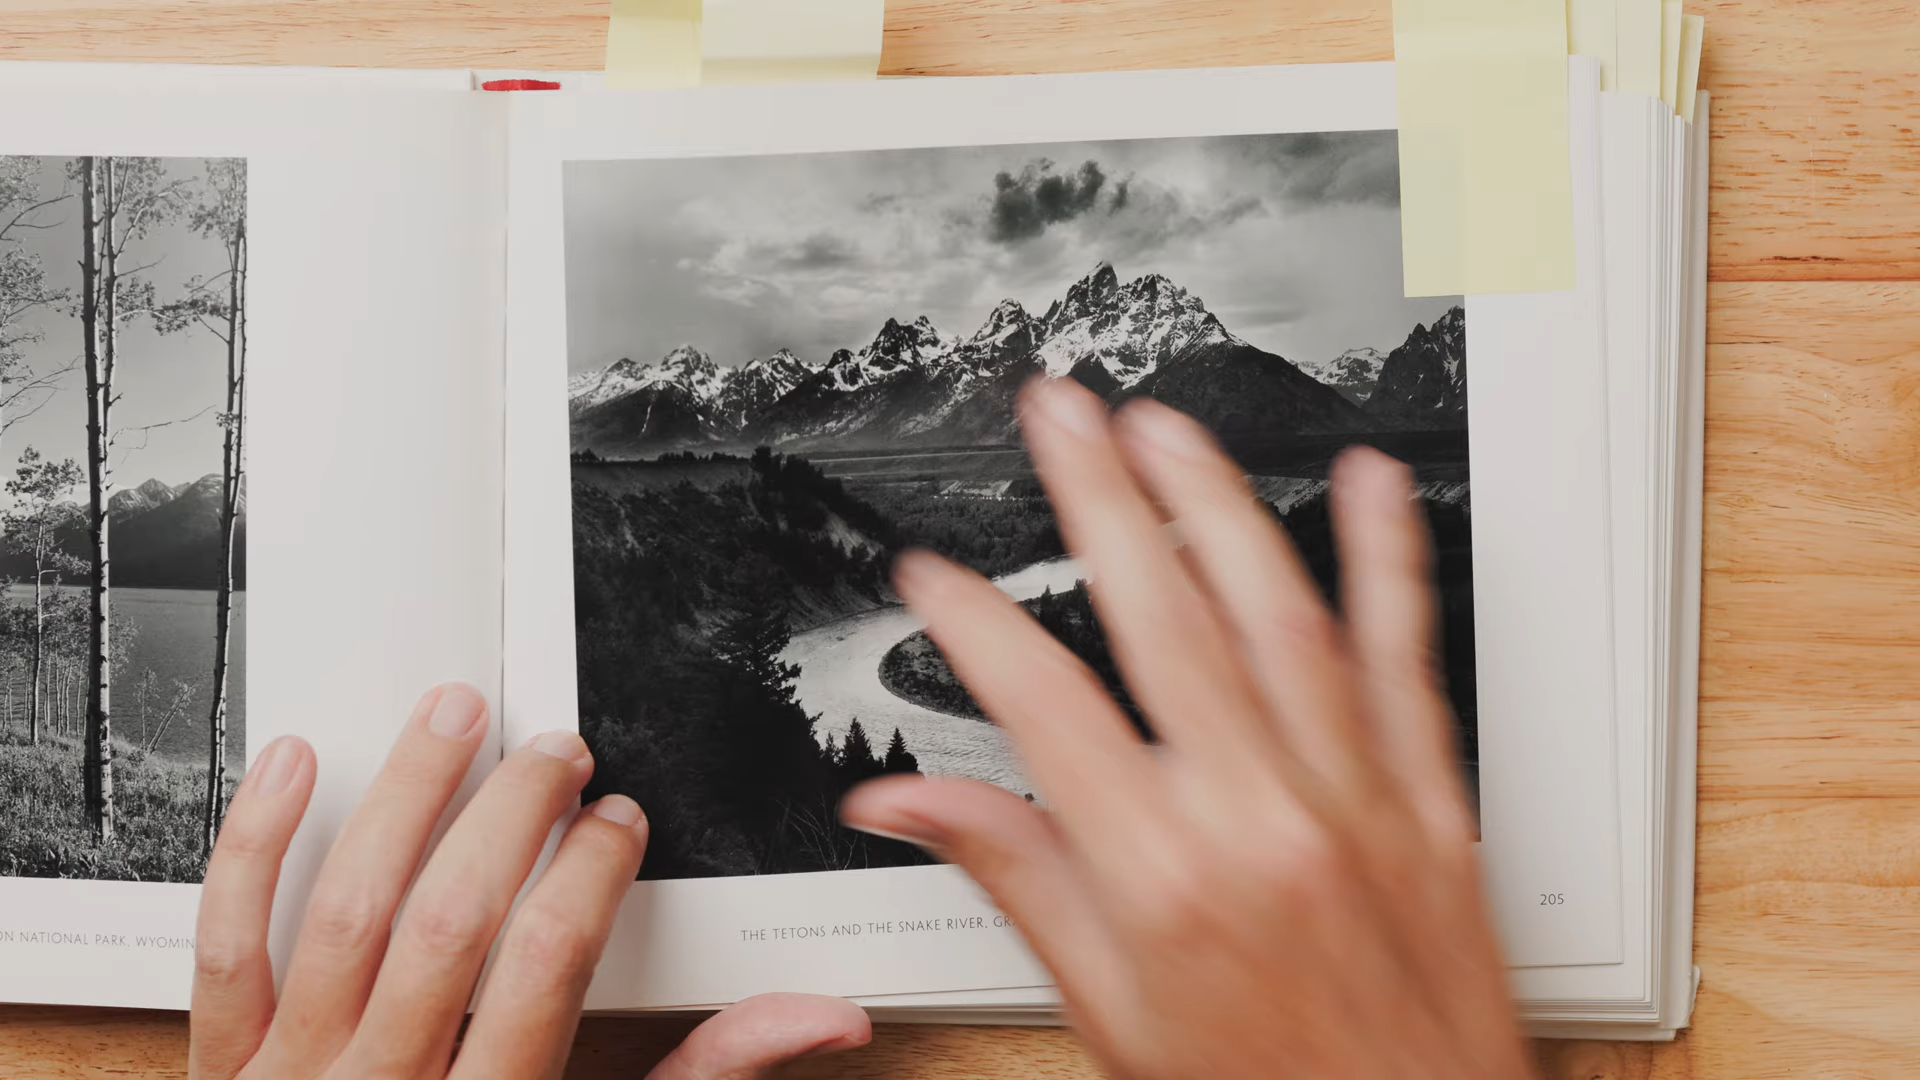 ON NATIONAL PARK, WYOMIN
THE TETONS AND THE SNAKE RIVER, GR
205